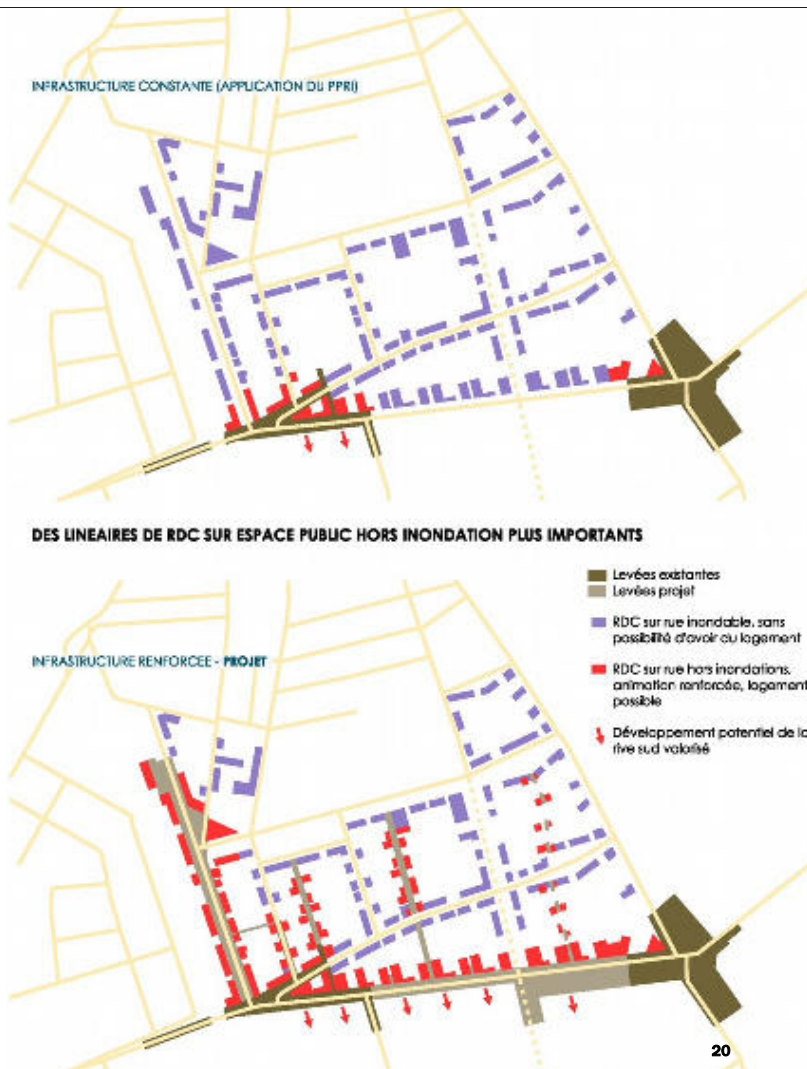 INFRASTRUCTURE CONSTANTE (APPLICATION DU PPRI)
DES LINEAIRES DE RDC SUR ESPACE PUBLIC HORS INONDATION PLUS IMPORTANTS
Levées existantes
Levées projet
INFRASTRUCTURE RENFORCEE - PROJET
RDC sur rue inondable, sans
possibilité d'avoir du logement
RDC sur rue hors inondations,
animation renforcée, logement
possible
Développement potentiel de la
rive sud valorisé
20